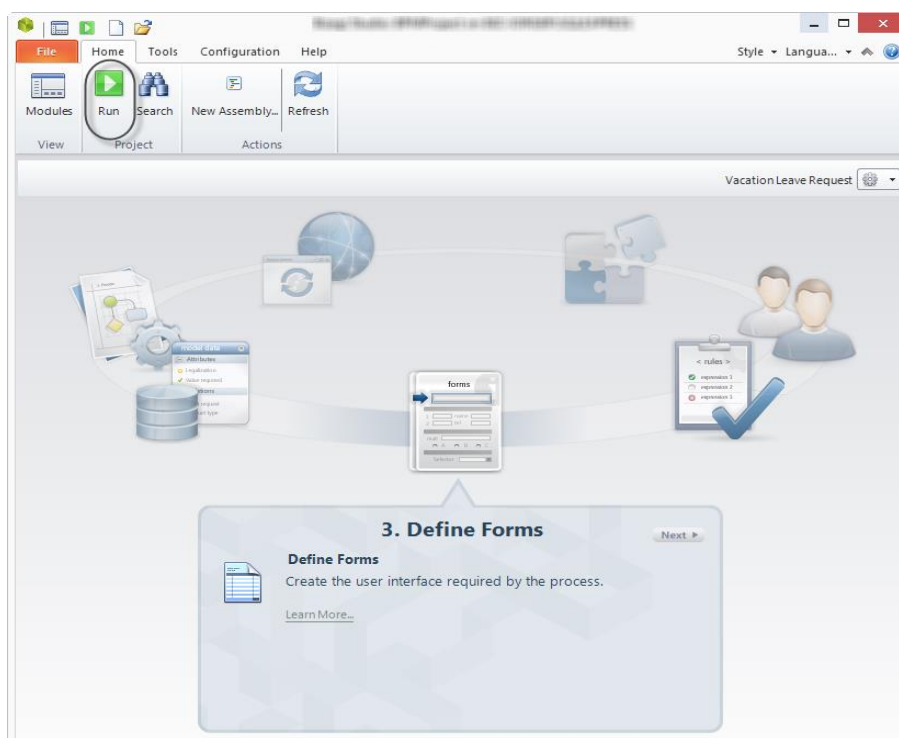 File Home Tools Configuration Help Style Langua...
Modules Run Search New Assembly... Refresh
View Project Actions
Vacation Leave Request
model data
Attributes
Value required
forms
< rules >
expression 1
expression 2
expression 3
3. Define Forms
Next
Define Forms
Create the user interface required by the process.
Learn More...